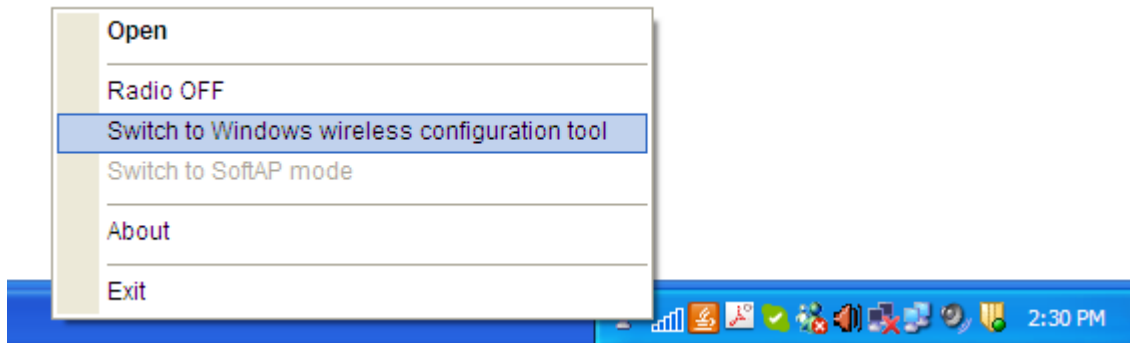 Open
Radio OFF
Switch to Windows wireless configuration tool
Switch to SoftAP mode
About
Exit
2:30 PM